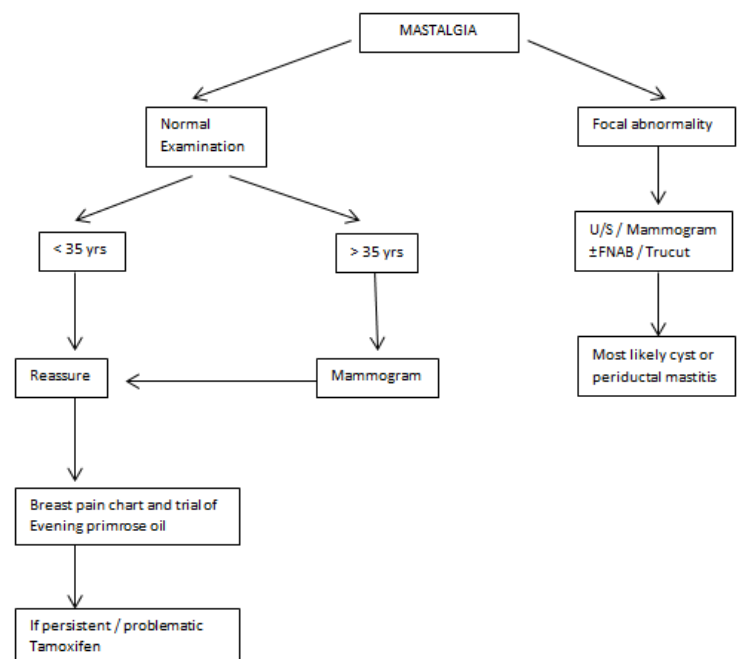 MASTALGIA
Normal
Examination
Focal abnormality
< 35 yrs
> 35 yrs
U/S / Mammogram
±FNAB / Trucut
Reassure
Mammogram
Most likely cyst or
periductal mastitis
Breast pain chart and trial of
Evening primrose oil
If persistent / problematic
Tamoxifen